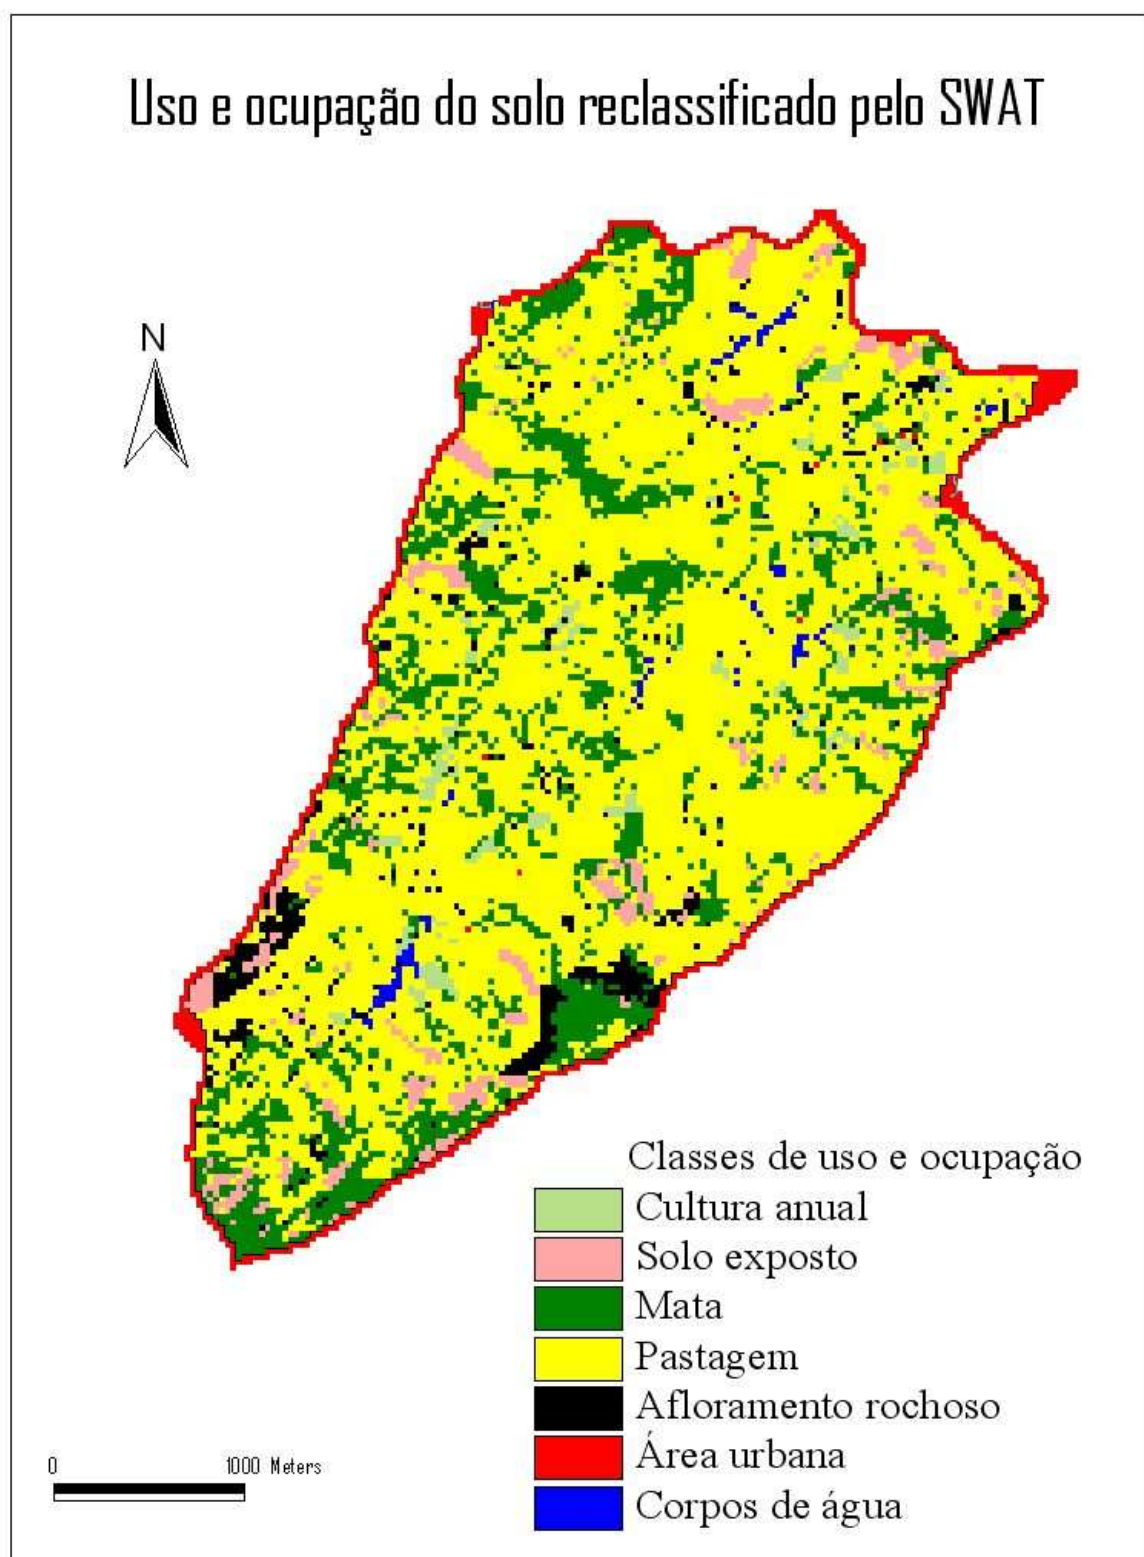 Uso e ocupação do solo reclassificado pelo SWAT
N
Classes de uso e ocupação
Cultura anual
Solo exposto
Mata
Pastagem
Afloramento rochoso
Área urbana
Corpos de água
0 1000 Meters